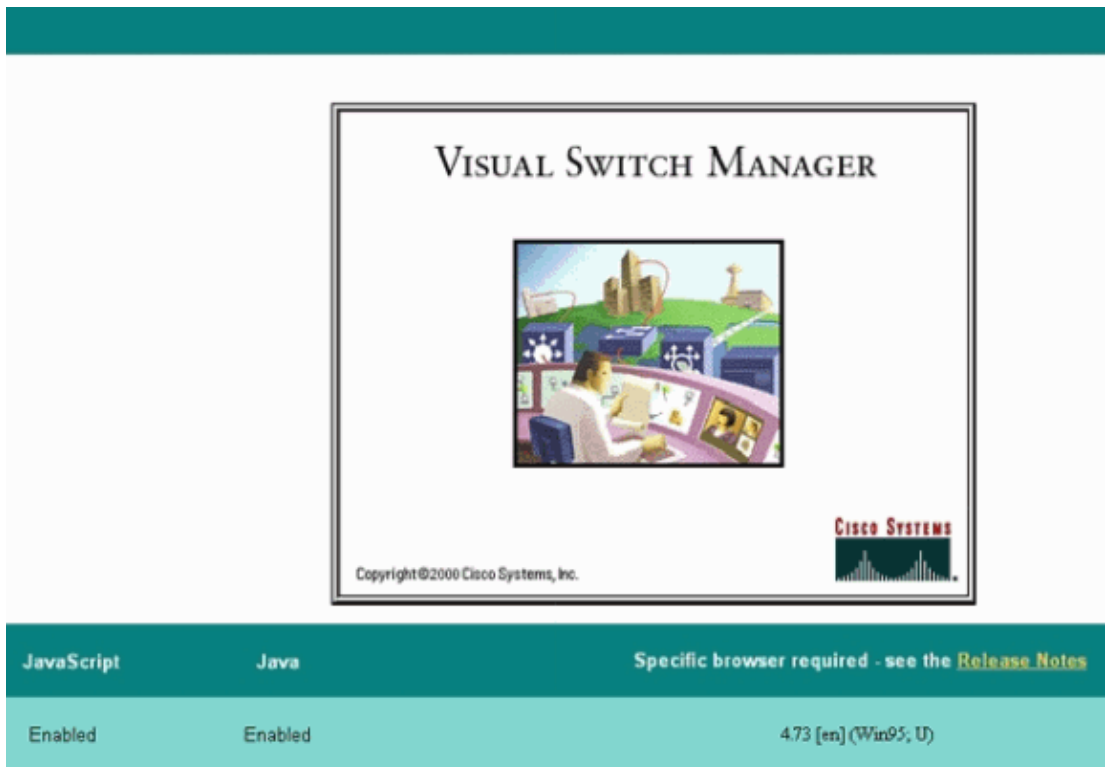 VISUAL SWITCH MANAGER
CISCO SYSTEMS
Copyright©2000 Cisco Systems, Inc.
JavaScript Java Specific browser required - see the Release Notes
Enabled Enabled 4.73 [en] (Win95; U)